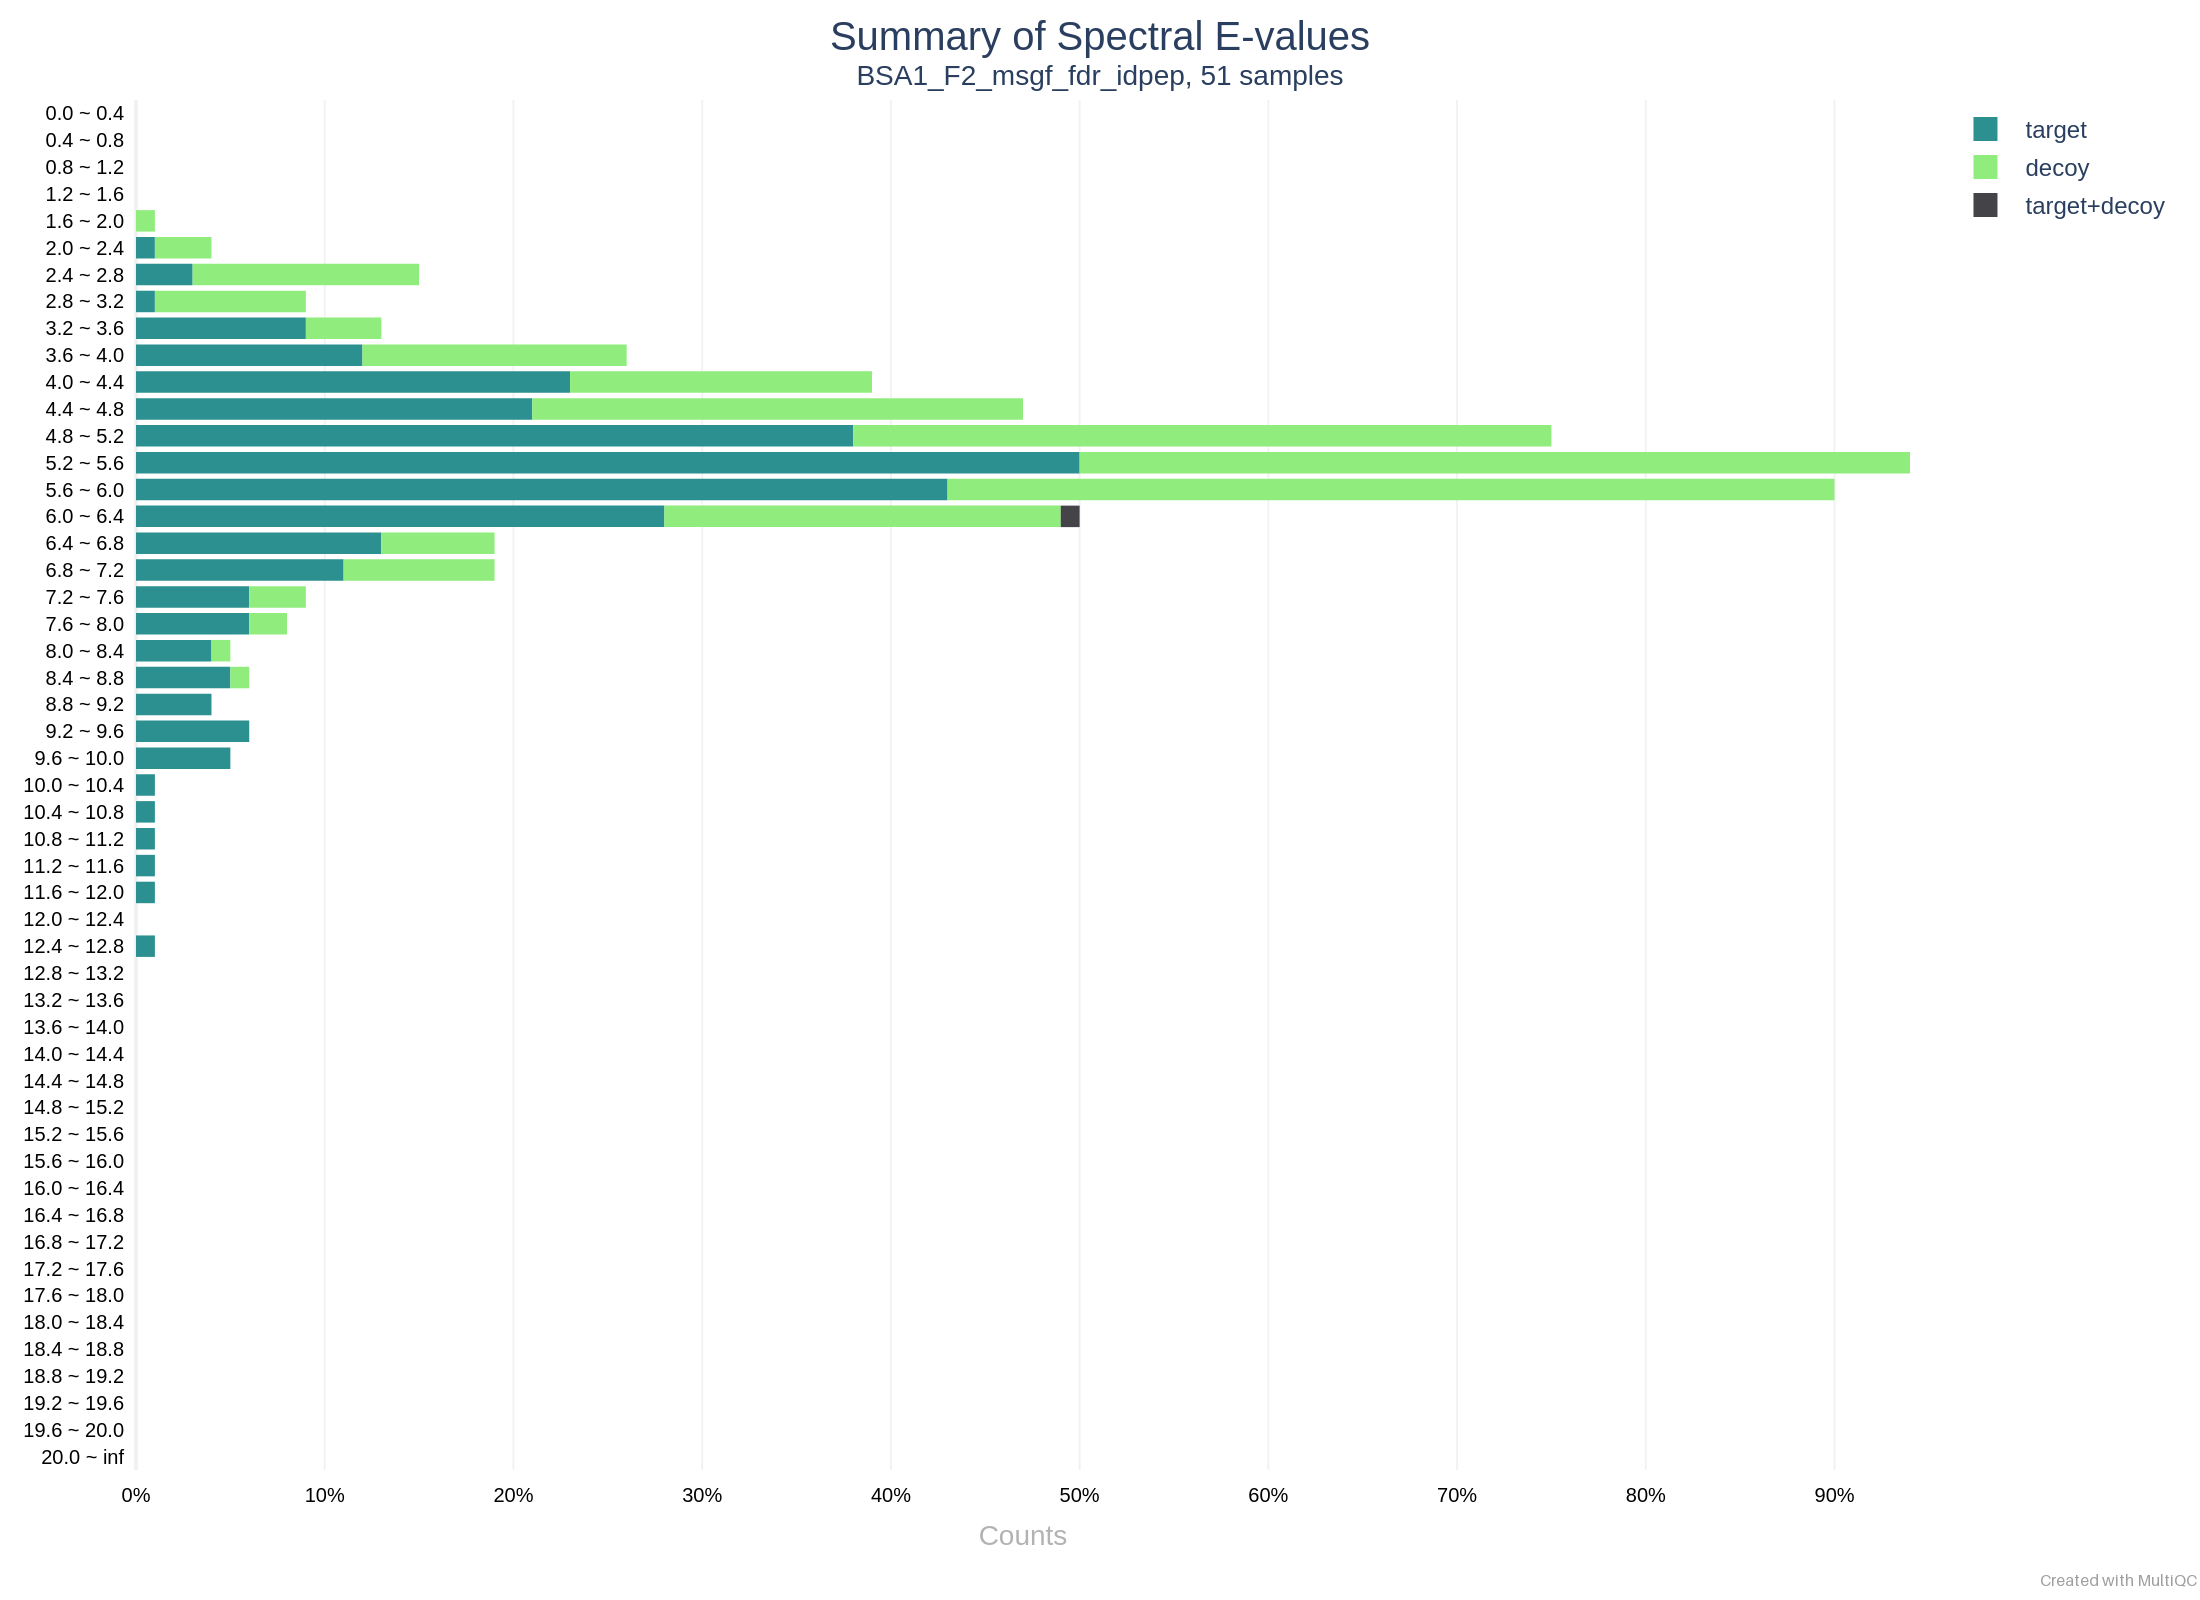 Summary of Spectral E-values
BSA1_F2_msgf_fdr_idpep, 51 samples
0.0 ~ 0.4
0.4 ~ 0.8
0.8 ~ 1.2
1.2 ~ 1.6
1.6 ~ 2.0
2.0 ~ 2.4
2.4 ~ 2.8
2.8 ~ 3.2
3.2 ~ 3.6
3.6 ~ 4.0
4.0 ~ 4.4
4.4 ~ 4.8
4.8 ~ 5.2
5.2 ~ 5.6
5.6 ~ 6.0
6.0 ~ 6.4
6.4 ~ 6.8
6.8 ~ 7.2
7.2 ~ 7.6
7.6 ~ 8.0
8.0 ~ 8.4
8.4 ~ 8.8
8.8 ~ 9.2
9.2 ~ 9.6
9.6 ~ 10.0
10.0 ~ 10.4
10.4 ~ 10.8
10.8 ~ 11.2
11.2 ~ 11.6
11.6 ~ 12.0
12.0 ~ 12.4
12.4 ~ 12.8
12.8 ~ 13.2
13.2 ~ 13.6
13.6 ~ 14.0
14.0 ~ 14.4
14.4 ~ 14.8
14.8 ~ 15.2
15.2 ~ 15.6
15.6 ~ 16.0
16.0 ~ 16.4
16.4 ~ 16.8
16.8 ~ 17.2
17.2 ~ 17.6
17.6 ~ 18.0
18.0 ~ 18.4
18.4 ~ 18.8
18.8 ~ 19.2
19.2 ~ 19.6
19.6 ~ 20.0
20.0 ~ inf
0% 10% 20% 30% 40% 50% 60% 70% 80% 90%
Counts
target
decoy
target+decoy
Created with MultiQC